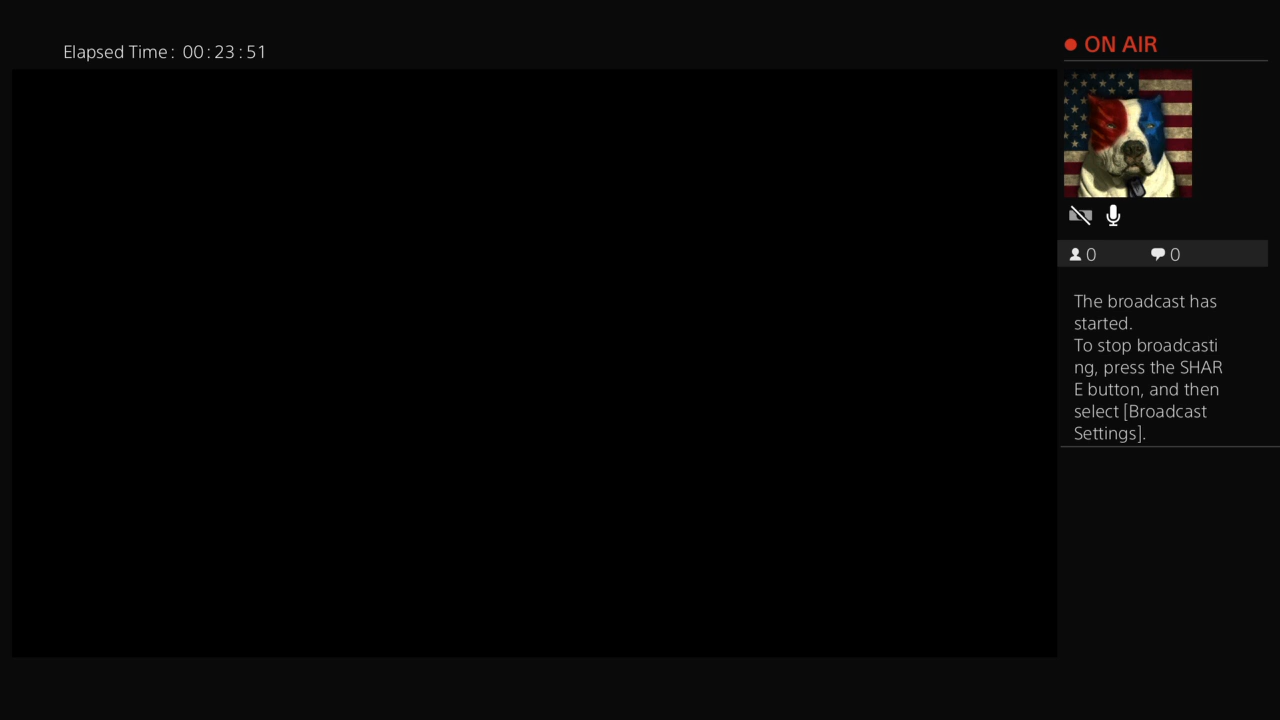 Elapsed Time: 00:23:51
ON AIR
0 0
The broadcast has
started.
To stop broadcasti
ng, press the SHAR
E button, and then
select [Broadcast
Settings].